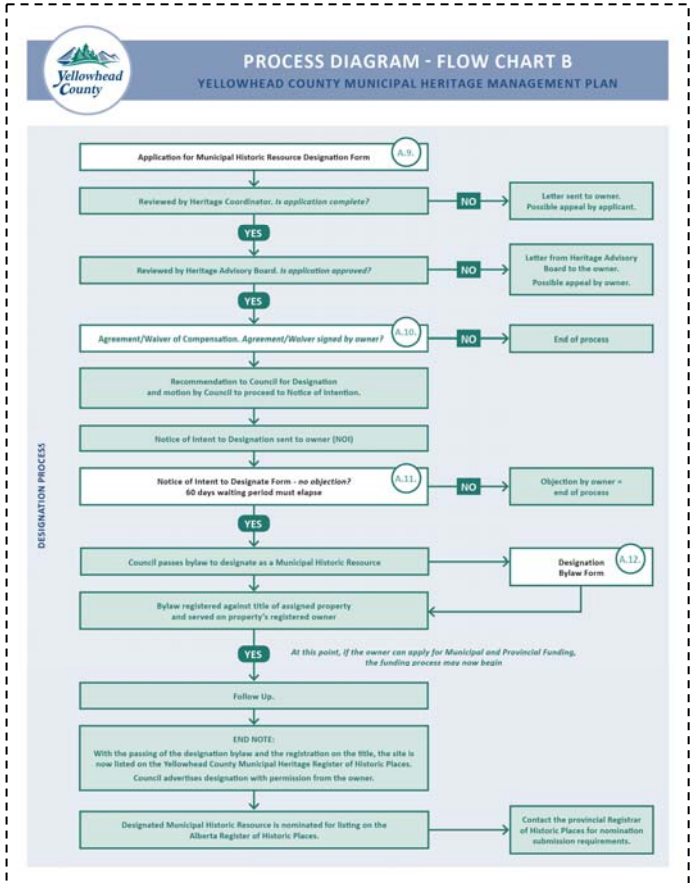 Yellowhead
County
PROCESS DIAGRAM - FLOW CHART B
YELLOWHEAD COUNTY MUNICIPAL HERITAGE MANAGEMENT PLAN
DESIGNATION PROCESS
Application for Municipal Historic Resource Designation Form
A.9.
Reviewed by Heritage Coordinator. Is application complete?
NO
Letter sent to owner.
Possible appeal by applicant.
YES
Reviewed by Heritage Advisory Board. Is application approved?
NO
Letter from Heritage Advisory
Board to the owner.
Possible appeal by owner.
YES
Agreement/Waiver of Compensation. Agreement/Waiver signed by owner?
A.10.
NO
End of process
Recommendation to Council for Designation
and motion by Council to proceed to Notice of Intention.
Notice of Intent to Designation sent to owner (NOI)
Notice of Intent to Designate Form - no objection?
60 days waiting period must elapse
A.11.
NO
Objection by owner =
end of process
YES
Council passes bylaw to designate as a Municipal Historic Resource
Designation
Bylaw Form
A.12.
Bylaw registered against title of assigned property
and served on property's registered owner
YES
At this point, if the owner can apply for Municipal and Provincial Funding,
the funding process may now begin
Follow Up.
END NOTE:
With the passing of the designation bylaw and the registration on the title, the site is
now listed on the Yellowhead County Municipal Heritage Register of Historic Places.
Council advertises designation with permission from the owner.
Designated Municipal Historic Resource is nominated for listing on the
Alberta Register of Historic Places.
Contact the provincial Registrar
of Historic Places for nomination
submission requirements.